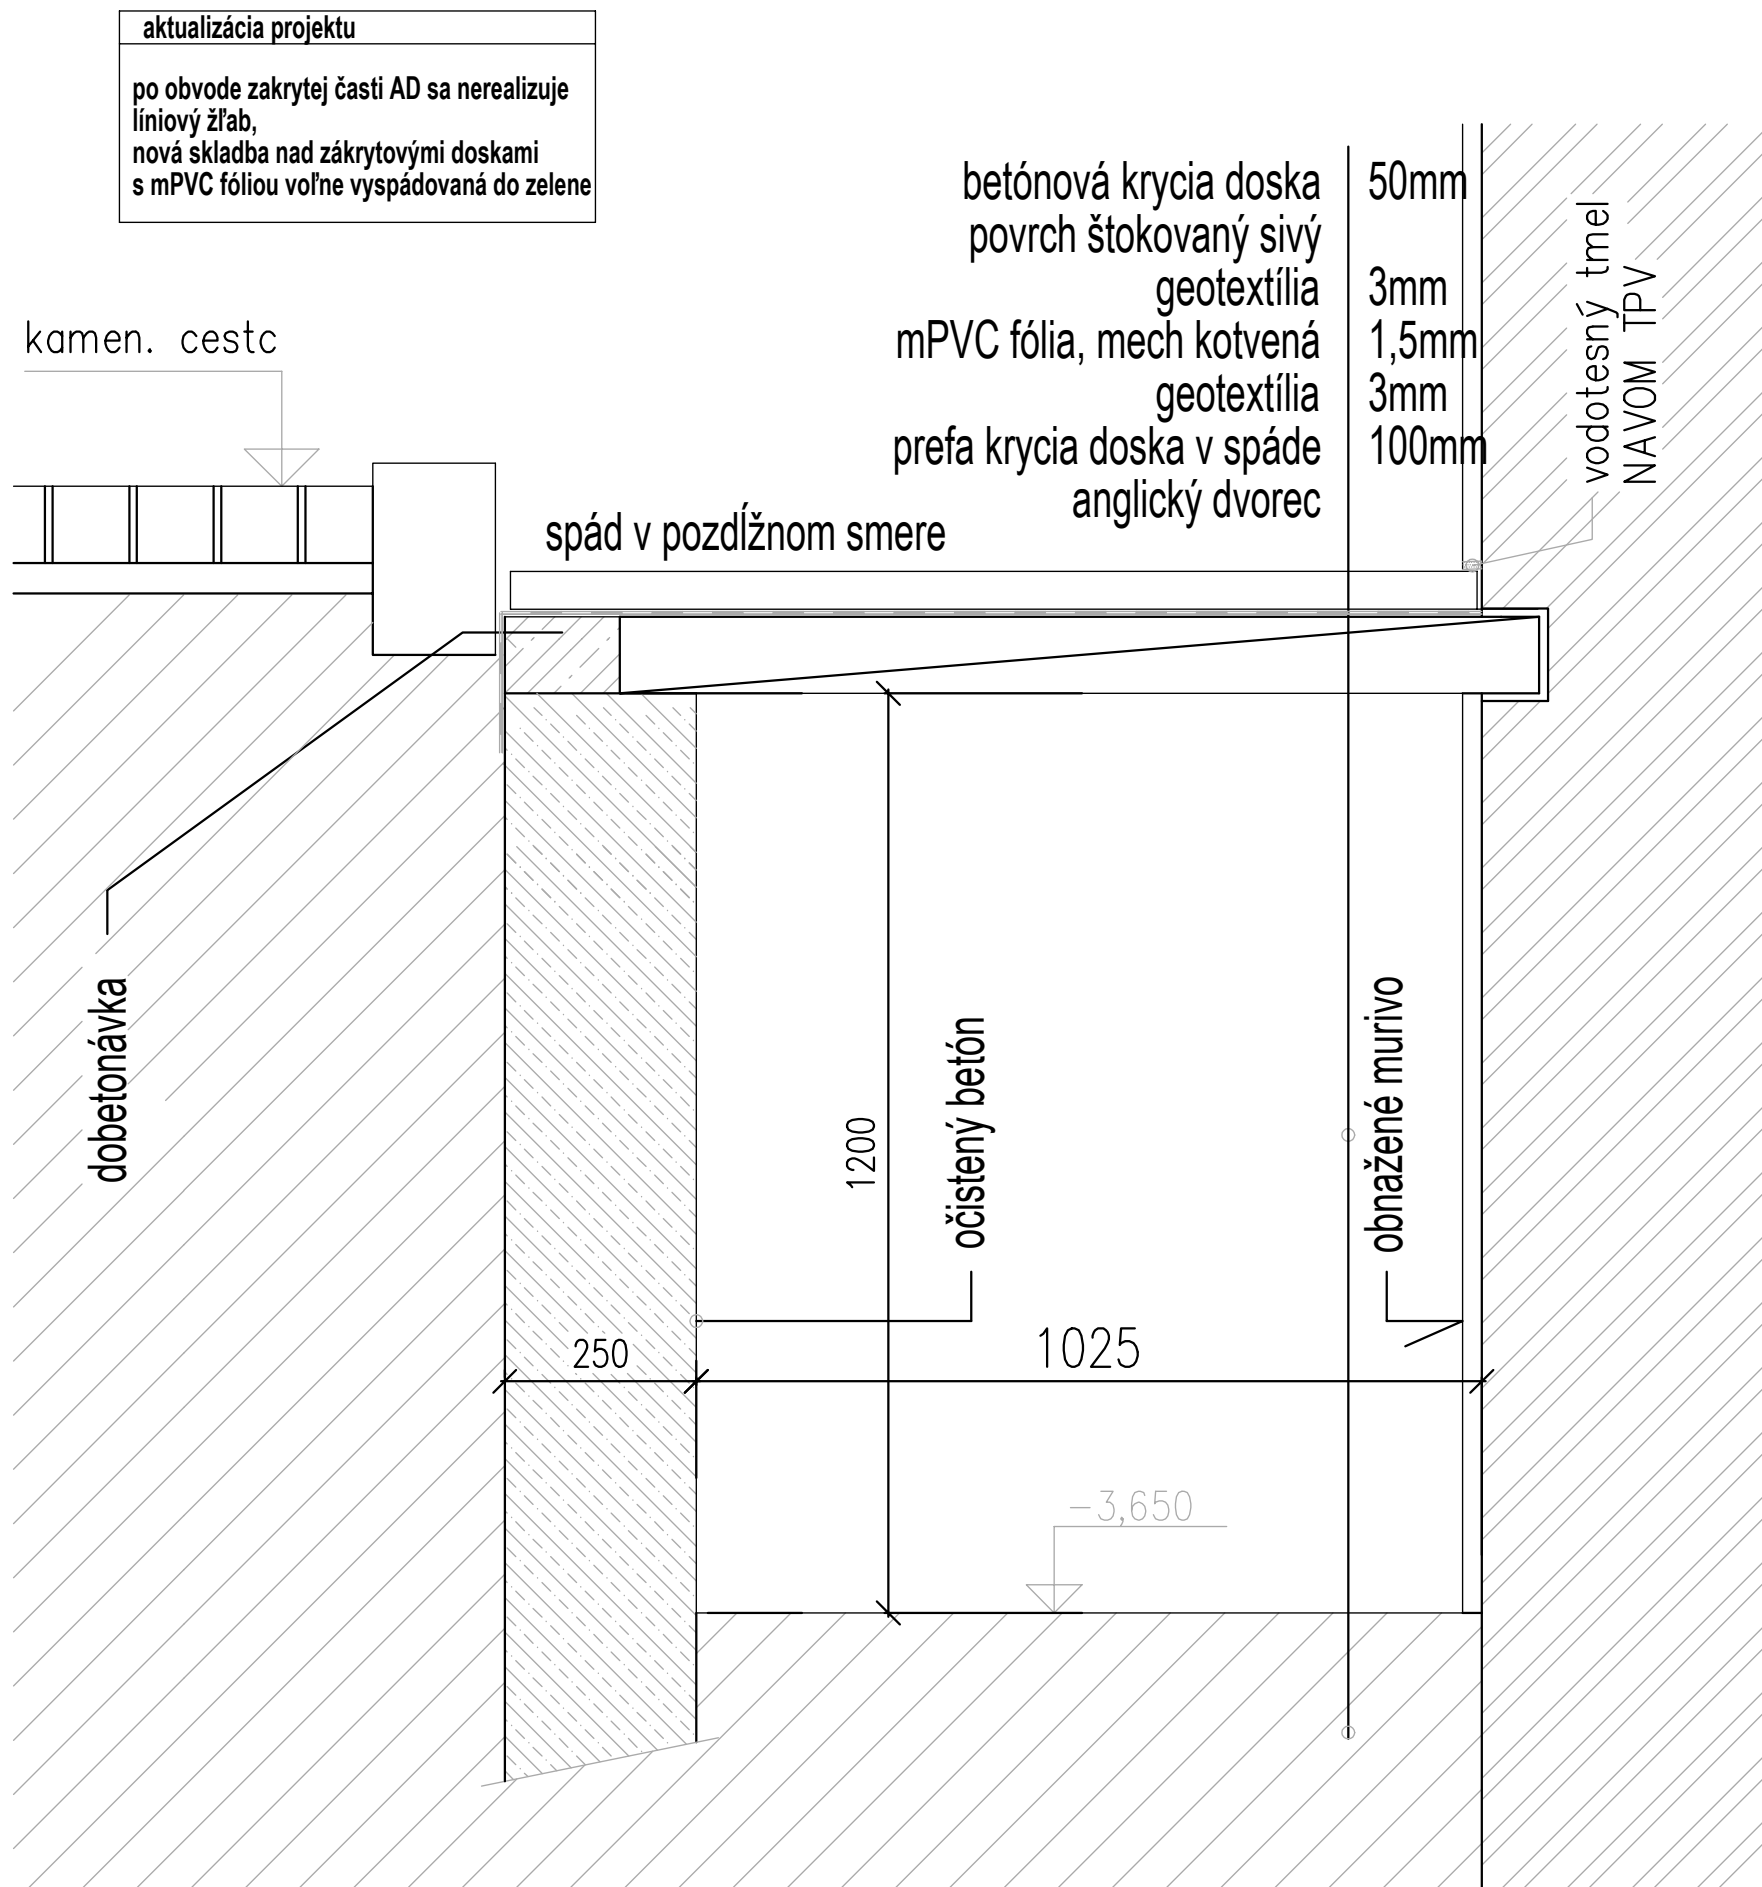 aktualizácia projektu
po obvode zakrytej časti AD sa nerealizuje
líniový žľab,
nová skladba nad zákrytovými doskami
s mPVC fóliou voľne vyspádovaná do zelene
betónová krycia doska 50mm
povrch štokovaný sivý
geotextília 3mm
mPVC fólia, mech kotvená 1,5mm
geotextília 3mm
prefa krycia doska v spáde 100mm
anglický dvorec
vodotesný tmel
NAVOM TPV
kamen. cestc
spád v pozdĺžnom smere
dobetonávka
očistený betón
obnažené murivo
1200
250
1025
-3,650